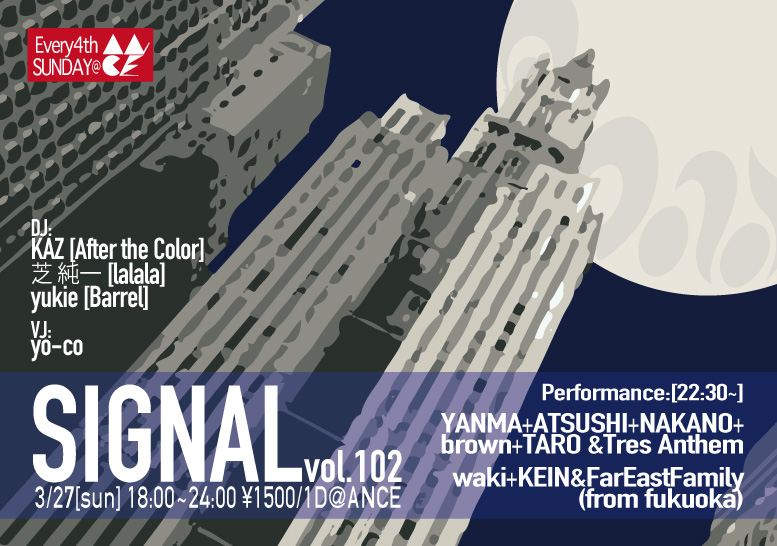 Every4th
SUNDAY@
DJ:
KAZ [After the Color]
芝 純一 [lalala]
yukie [Barrel]
VJ:
yo-co
SIGNAL vol.102
3/27[sun] 18:00~24:00 ¥1500/1D@ANCE
Performance:[22:30~]
YANMA+ATSUSHI+NAKANO+
brown+TARO &Tres Anthem
waki+KEIN&FarEastFamily
(from fukuoka)